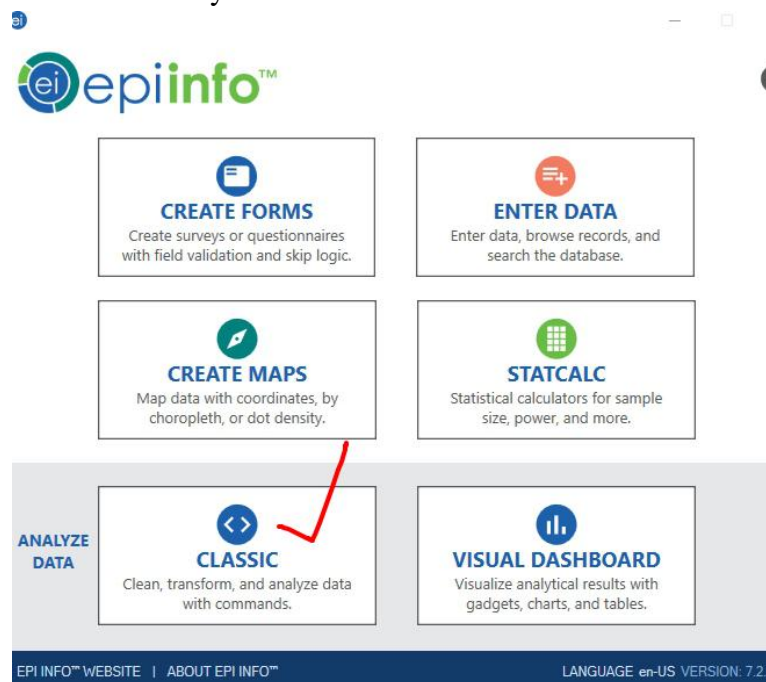 ei
ei epiinfo™
CREATE FORMS
Create surveys or questionnaires
with field validation and skip logic.
ENTER DATA
Enter data, browse records, and
search the database.
CREATE MAPS
Map data with coordinates, by
choropleth, or dot density.
STATCALC
Statistical calculators for sample
size, power, and more.
ANALYZE
DATA
CLASSIC
Clean, transform, and analyze data
with commands.
VISUAL DASHBOARD
Visualize analytical results with
gadgets, charts, and tables.
EPI INFO™ WEBSITE | ABOUT EPI INFO™
LANGUAGE en-US VERSION: 7.2.